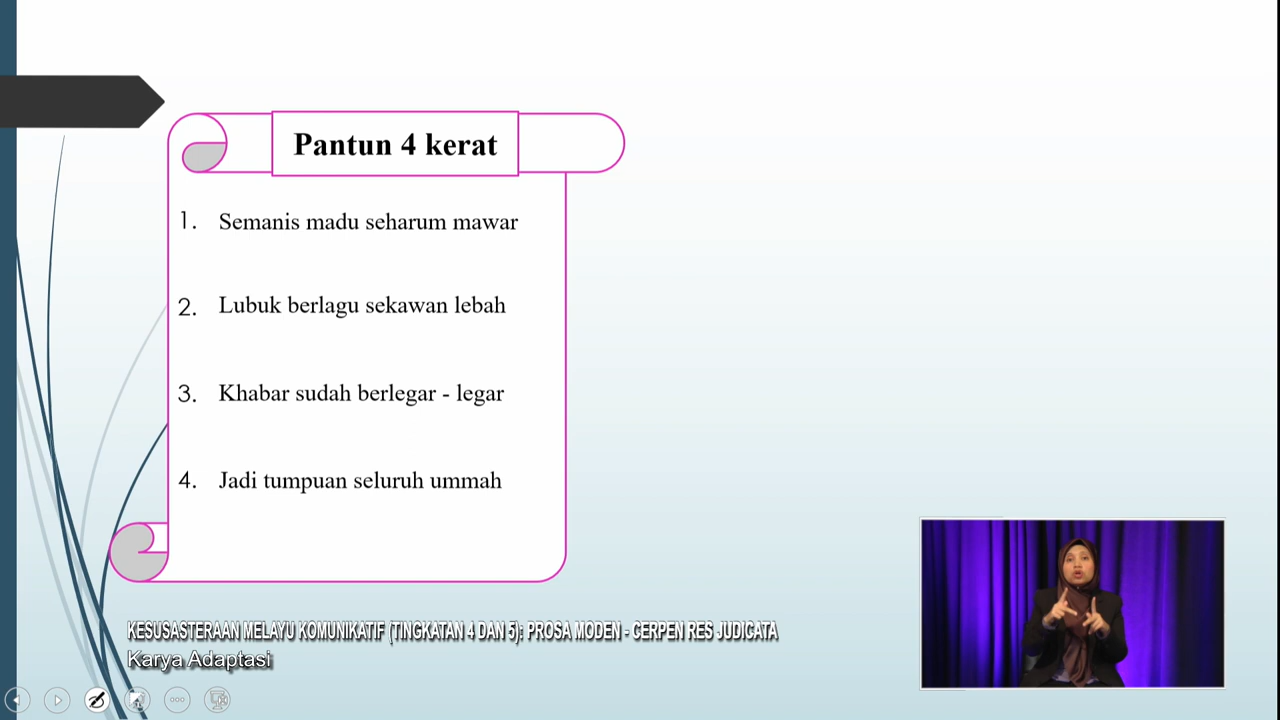 Pantun 4 kerat
1. Semanis madu seharum mawar
2. Lubuk berlagu sekawan lebah
3. Khabar sudah berlegar - legar
4. Jadi tumpuan seluruh ummah
KESUSASTERAAN MELAYU KOMUNIKATIF (TINGKATAN 4 DAN 5): PROSA MODEN - CERPEN RES JUDICATA
Karya Adaptasi